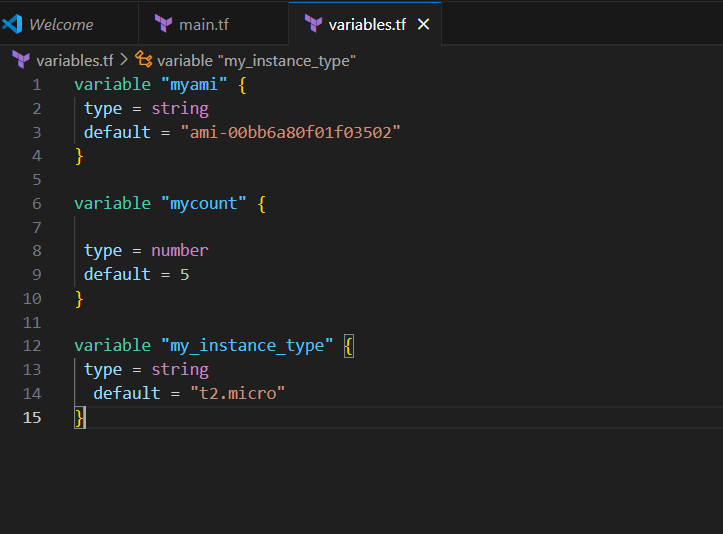 Welcome main.tf variables.tf ×
variables.tf > variable "my_instance_type"
1 variable "myami" {
2 type = string
3 default = "ami-00bb6a80f01f03502"
4 }
5
6 variable "mycount" {
7
8 type = number
9 default = 5
10 }
11
12 variable "my_instance_type" {
13 type = string
14 default = "t2.micro"
15 }